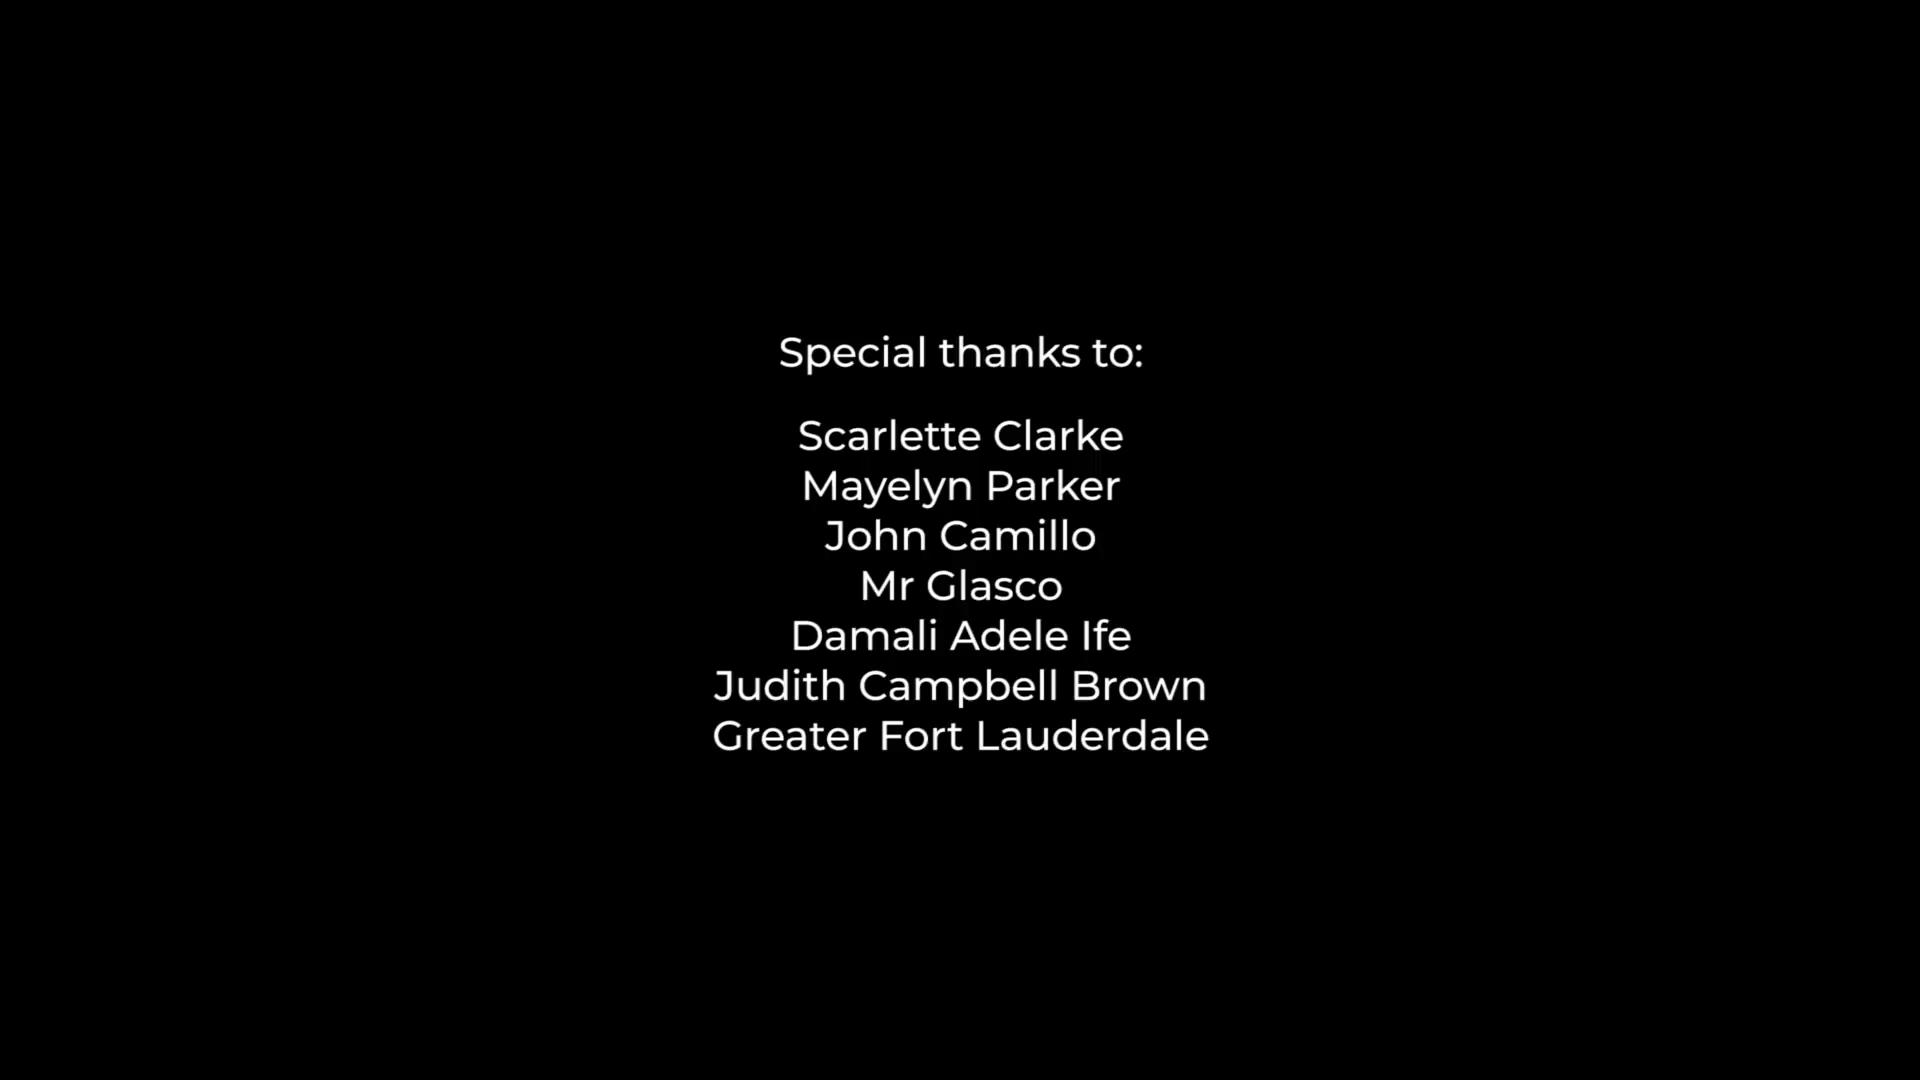 Special thanks to:
Scarlette Clarke
Mayelyn Parker
John Camillo
Mr Glasco
Damali Adele Ife
Judith Campbell Brown
Greater Fort Lauderdale